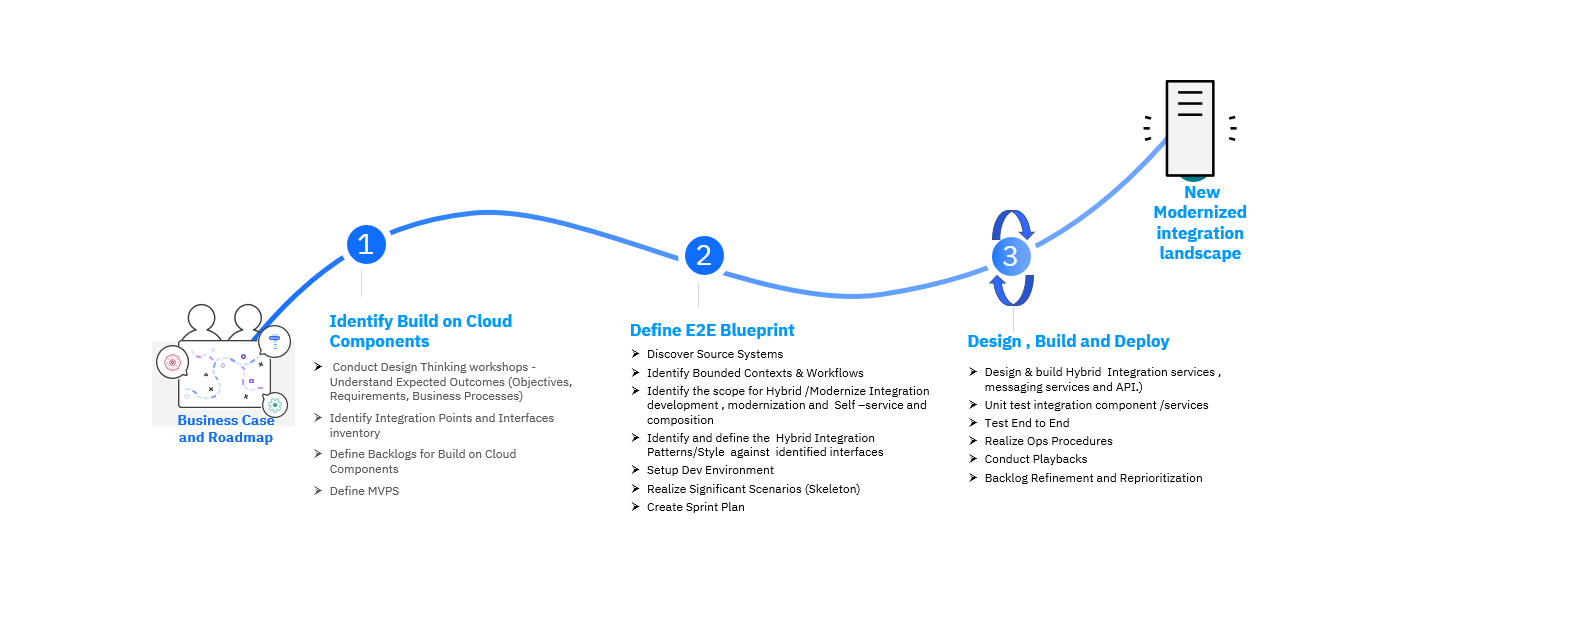 Business Case
and Roadmap
1
Identify Build on Cloud
Components
Conduct Design Thinking workshops -
Understand Expected Outcomes (Objectives,
Requirements, Business Processes)
Identify Integration Points and Interfaces
inventory
Define Backlogs for Build on Cloud
Components
Define MVPS
2
Define E2E Blueprint
Discover Source Systems
Identify Bounded Contexts & Workflows
Identify the scope for Hybrid /Modernize Integration
development , modernization and Self –service and
composition
Identify and define the Hybrid Integration
Patterns/Style against identified interfaces
Setup Dev Environment
Realize Significant Scenarios (Skeleton)
Create Sprint Plan
3
Design , Build and Deploy
Design & build Hybrid Integration services ,
messaging services and API.)
Unit test integration component /services
Test End to End
Realize Ops Procedures
Conduct Playbacks
Backlog Refinement and Reprioritization
New
Modernized
integration
landscape